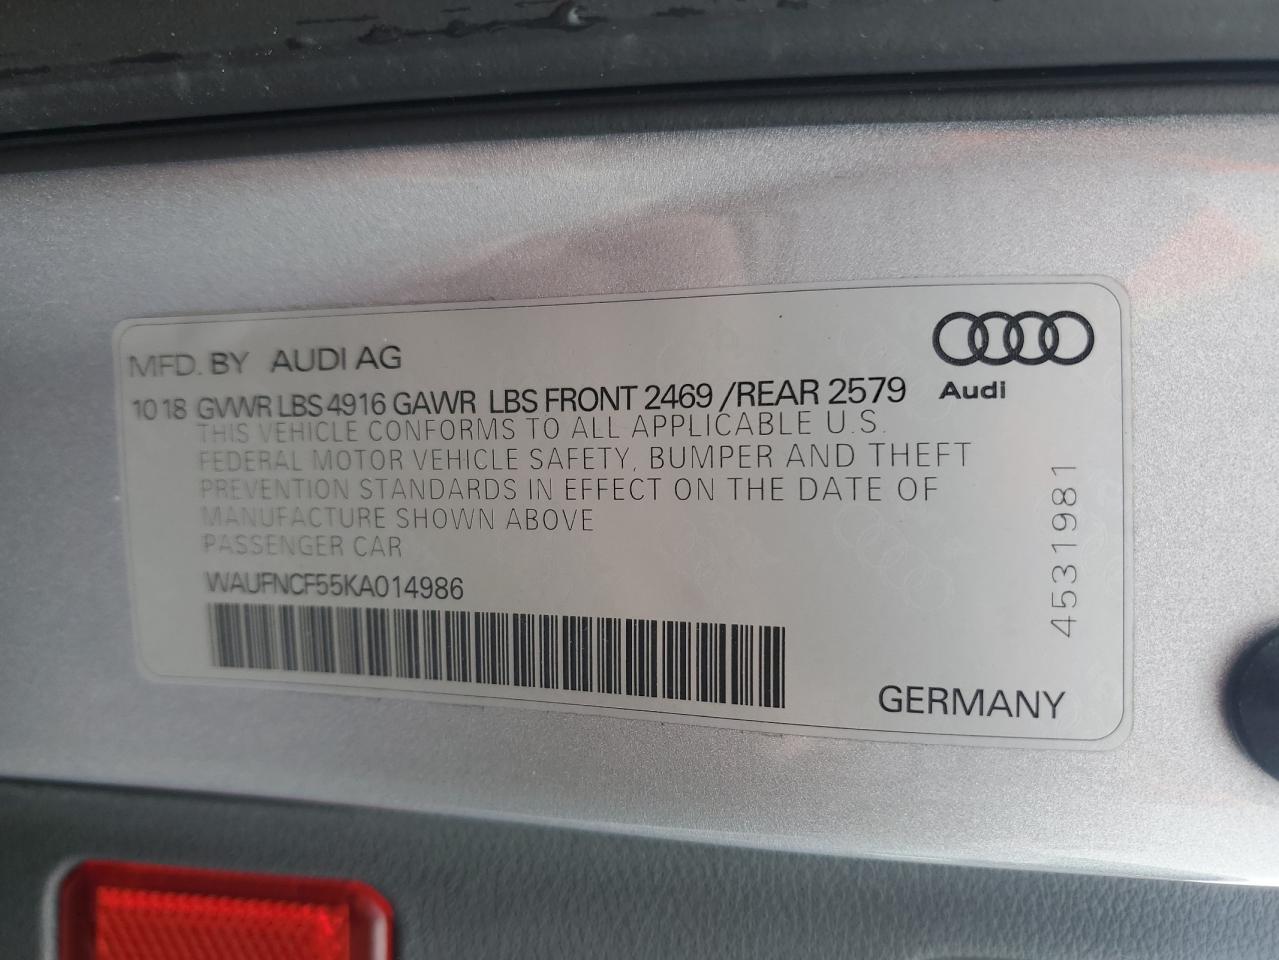 MFD. BY AUDI AG
Audi
10 18 GVWR LBS 4916 GAWR LBS FRONT 2469 /REAR 2579
THIS VEHICLE CONFORMS TO ALL APPLICABLE U.S.
FEDERAL MOTOR VEHICLE SAFETY, BUMPER AND THEFT
PREVENTION STANDARDS IN EFFECT ON THE DATE OF
MANUFACTURE SHOWN ABOVE
PASSENGER CAR
WAUFNCF55KA014986
4531981
GERMANY